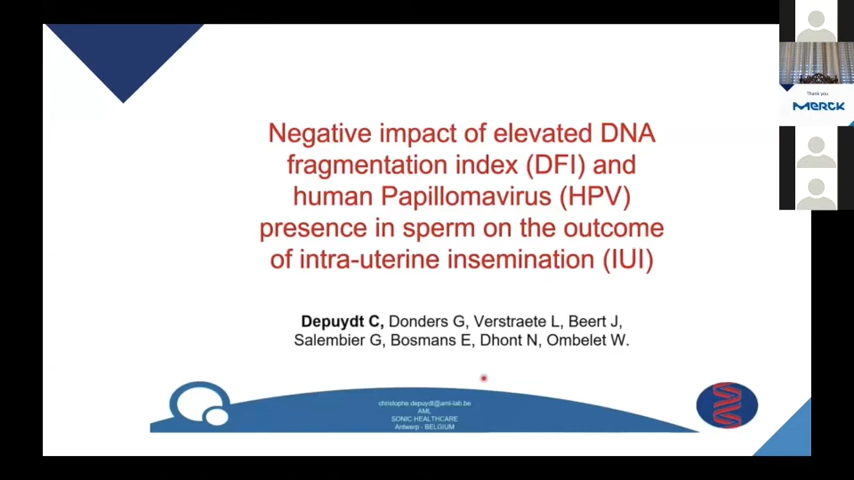 Negative impact of elevated DNA
fragmentation index (DFI) and
human Papillomavirus (HPV)
presence in sperm on the outcome
of intra-uterine insemination (IUI)
Depuydt C, Donders G, Verstraete L, Beert J,
Salembier G, Bosmans E, Dhont N, Ombelet W.
christophe.depuydt@aml-lab.be
AML
SONIC HEALTHCARE
Antwerp - BELGIUM
Thank you
MERCK